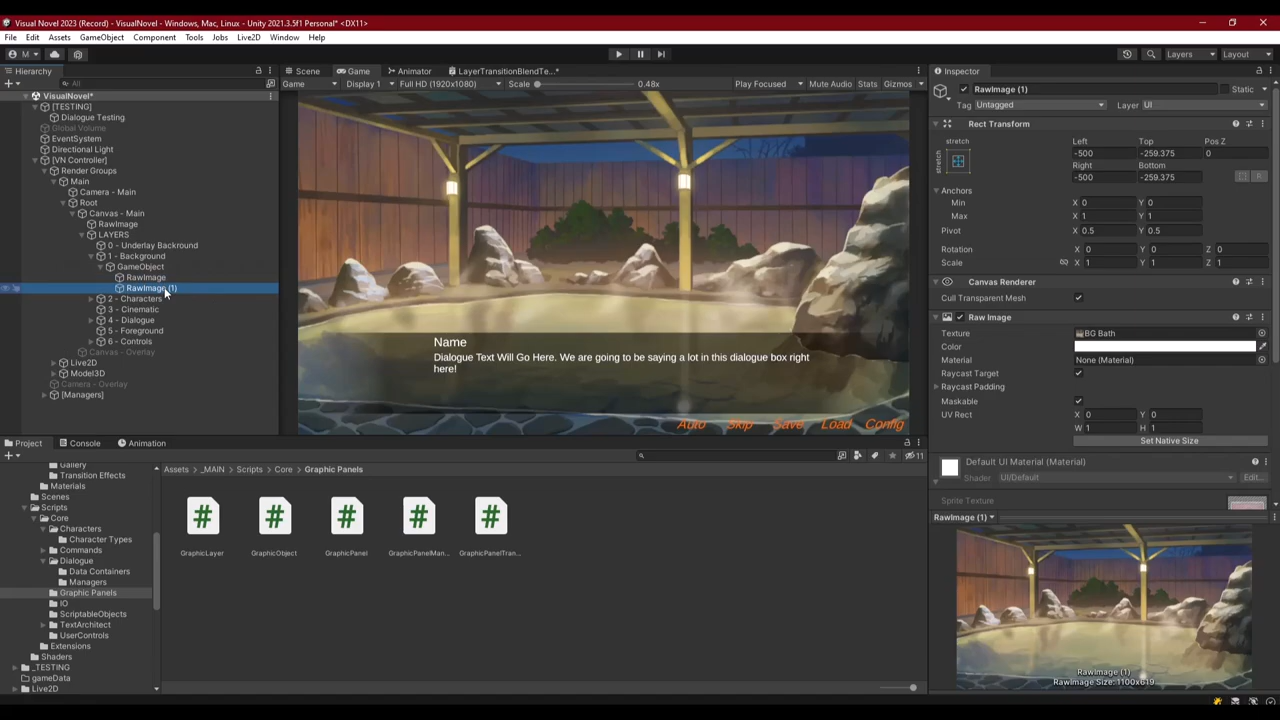 Visual Novel 2023 (Record) - VisualNovel - Windows, Mac, Linux - Unity 2021.3.5f1 Personal* <DX11>
File Edit Assets GameObject Component Tools Jobs Live2D Window Help
M Layers Layout
Hierarchy
All
VisualNovel*
[TESTING]
Dialogue Testing
Global Volume
EventSystem
Directional Light
[VN Controller]
Render Groups
Main
Camera - Main
Root
Canvas - Main
RawImage
LAYERS
0 - Underlay Backround
1 - Background
GameObject
RawImage
RawImage (1)
2 - Characters
3 - Cinematic
4 - Dialogue
5 - Foreground
6 - Controls
Canvas - Overlay
Live2D
Model3D
Camera - Overlay
[Managers]
Scene Game Animator LayerTransitionBlendTe...*
Game Display 1 Full HD (1920x1080) Scale 0.48x Play Focused Mute Audio Stats Gizmos
Name
Dialogue Text Will Go Here. We are going to be saying a lot in this dialogue box right
here!
Auto Skip Save Load Config
Inspector
RawImage (1) Static
Tag Untagged Layer UI
Rect Transform
stretch Left Top Pos Z
stretch -500 -259.375 0
Right Bottom
-500 -259.375 R
Anchors
Min X 0 Y 0
Max X 1 Y 1
Pivot X 0.5 Y 0.5
Rotation X 0 Y 0 Z 0
Scale X 1 Y 1 Z 1
Canvas Renderer
Cull Transparent Mesh
Raw Image
Texture BG Bath
Color
Material None (Material)
Raycast Target
Raycast Padding
Maskable
UV Rect X 0 Y 0
W 1 H 1
Set Native Size
Default UI Material (Material)
Shader UI/Default Edit...
Sprite Texture
RawImage (1)
RawImage (1)
RawImage Size: 1100x619
Project Console Animation
11
Gallery
Transition Effects
Materials
Scenes
Scripts
Core
Characters
Character Types
Commands
Dialogue
Data Containers
Managers
Graphic Panels
IO
ScriptableObjects
TextArchitect
UserControls
Extensions
Shaders
_TESTING
gameData
Live2D
Assets > _MAIN > Scripts > Core > Graphic Panels
# # # # #
GraphicLayer GraphicObject GraphicPanel GraphicPanelMan... GraphicPanelTran...